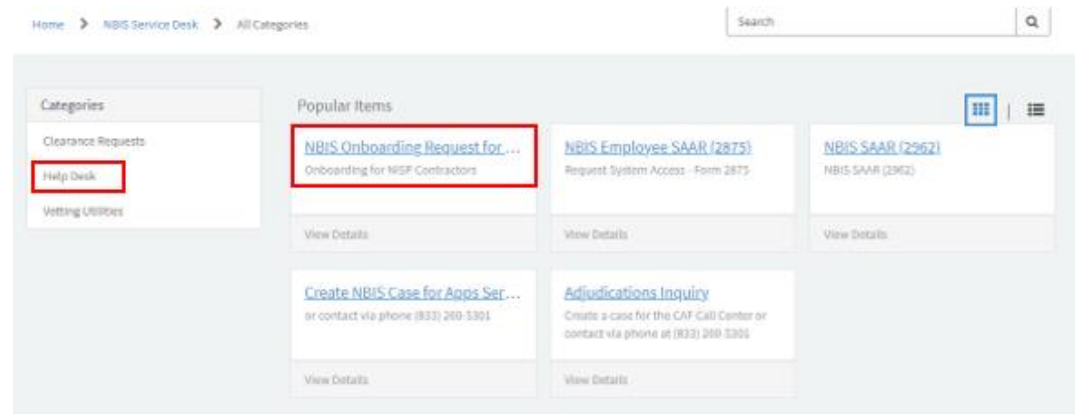 Home > NBIS Service Desk > All Categories
Search
Categories
Clearance Requests
Help Desk
Vetting Utilities
Popular Items
|
NBIS Onboarding Request for ...
Onboarding for NISP Contractors
View Details
NBIS Employee SAAR (2875)
Request System Access - Form 2875
View Details
NBIS SAAR (2962)
NBIS SAAR (2962)
View Details
Create NBIS Case for Apps Ser...
or contact via phone (833) 200-5301
View Details
Adjudications Inquiry
Create a case for the CAF Call Center or
contact via phone at (833) 200-5301
View Details